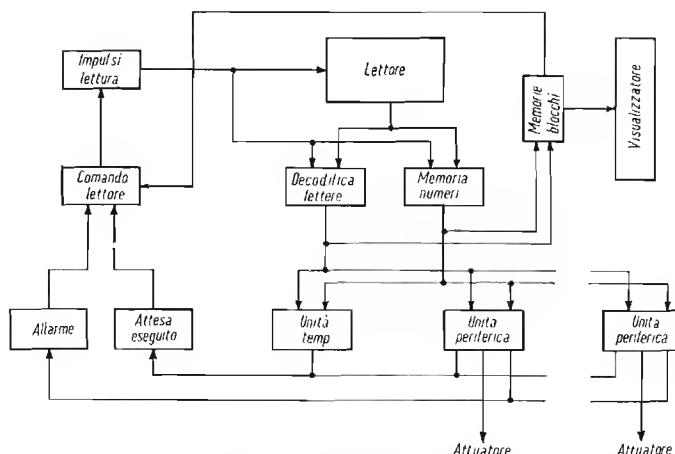 Impulsi
lettura
Lettore
Memorie
blocchi
Visualizzatore
Comando
lettore
Decodifica
lettere
Memoria
numeri
Allarme
Attesa
eseguito
Unità
temp
Unità
periferica
Unità
periferica
Attuatore
Attuatore